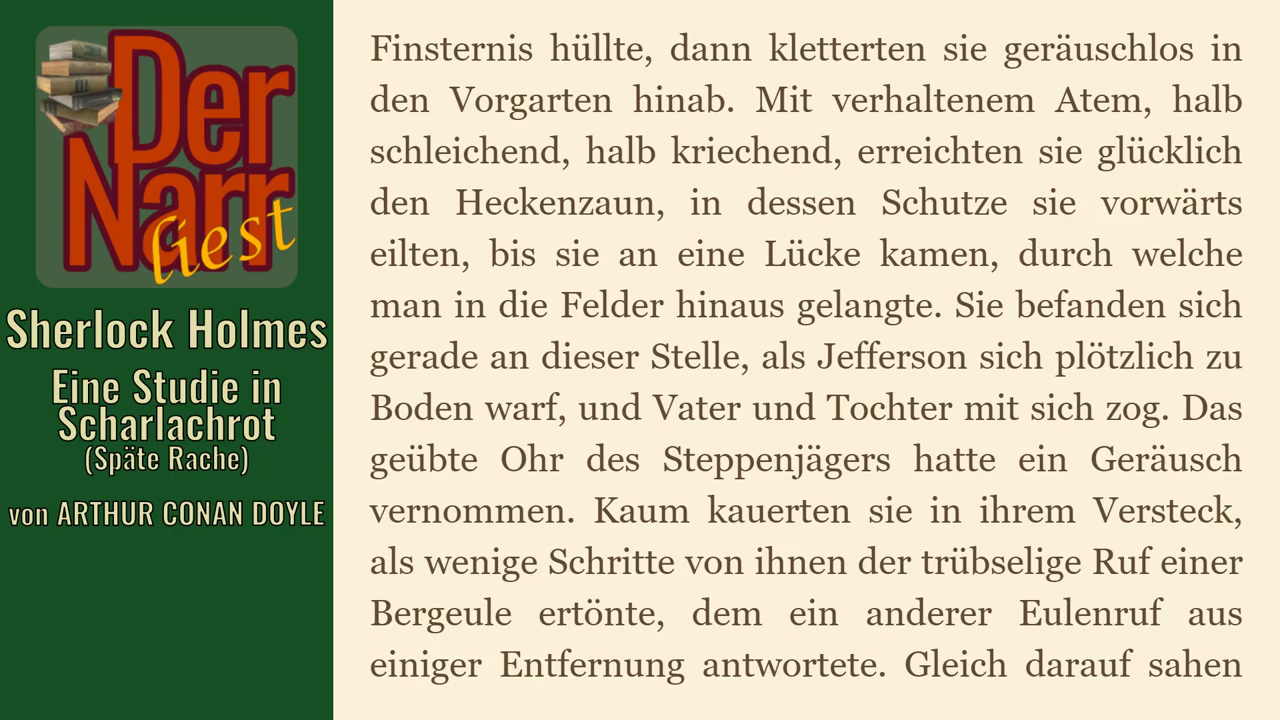 Der
Narr
liest
Sherlock Holmes
Eine Studie in
Scharlachrot
(Späte Rache)
von ARTHUR CONAN DOYLE
Finsternis hüllte, dann kletterten sie geräuschlos in
den Vorgarten hinab. Mit verhaltenem Atem, halb
schleichend, halb kriechend, erreichten sie glücklich
den Heckenzaun, in dessen Schutze sie vorwärts
eilten, bis sie an eine Lücke kamen, durch welche
man in die Felder hinaus gelangte. Sie befanden sich
gerade an dieser Stelle, als Jefferson sich plötzlich zu
Boden warf, und Vater und Tochter mit sich zog. Das
geübte Ohr des Steppenjägers hatte ein Geräusch
vernommen. Kaum kauerten sie in ihrem Versteck,
als wenige Schritte von ihnen der trübselige Ruf einer
Bergeule ertönte, dem ein anderer Eulenruf aus
einiger Entfernung antwortete. Gleich darauf sahen